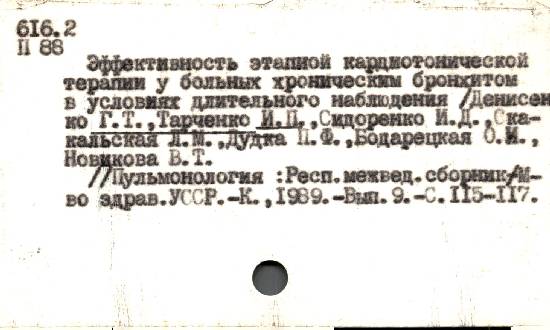 616.2
П 88
Эффективность этапной кардиотонической
терапии у больных хроническим бронхитом
в условиях длительного наблюдения /Денисен
ко Г.Т.,Тарченко И.П.,Сидоренко И.Д.,Ска-
кальская Л.М.,Дудка П.Ф.,Бодарецкая О.И.,
Новикова В.Т.
//Пульмонология :Респ.межвед.сборник/М-
во здрав.УССР.-К.,1989.-Вып.9.-С.115-117.